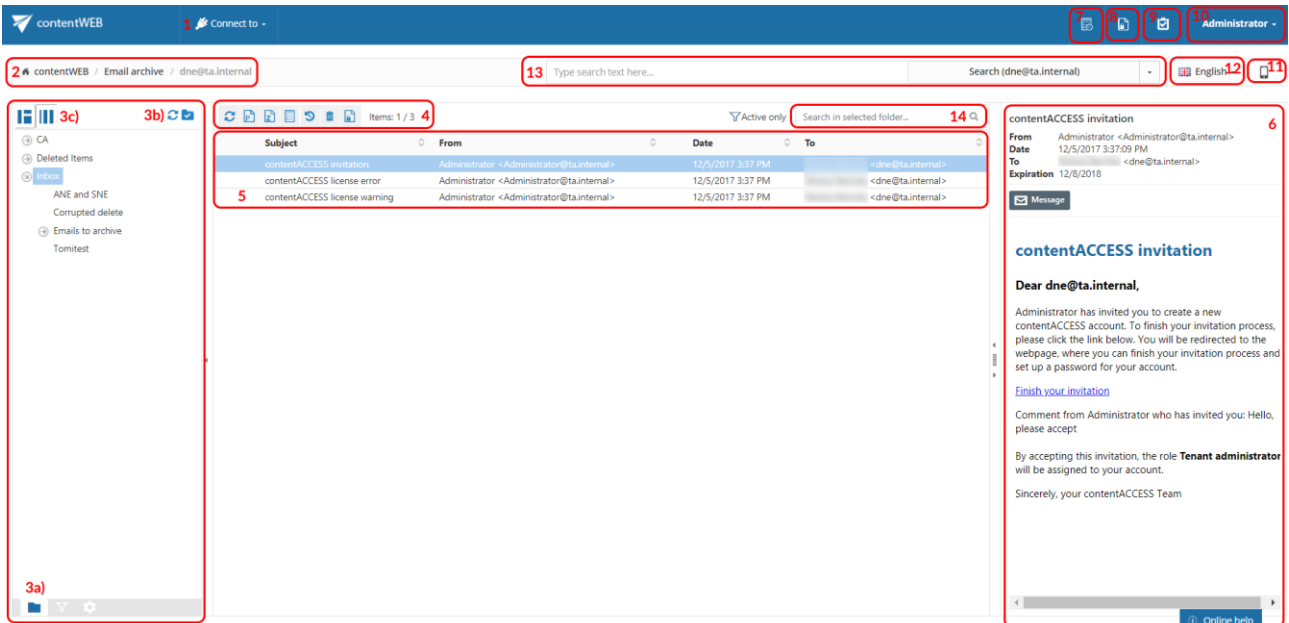 contentWEB 1 Connect to 7 8 9 10 Administrator
2 contentWEB / Email archive / dne@ta.internal 13 Type search text here... Search (dne@ta.internal) English 12 11
3c) 3b) Items: 1 / 3 4 Active only Search in selected folder... 14
CA
Deleted Items
Inbox
ANE and SNE
Corrupted delete
Emails to archive
Tomitest
3a)
Subject From Date To
contentACCESS invitation Administrator <Administrator@ta.internal> 12/5/2017 3:37 PM <dne@ta.internal>
contentACCESS license error Administrator <Administrator@ta.internal> 12/5/2017 3:37 PM <dne@ta.internal>
5 contentACCESS license warning Administrator <Administrator@ta.internal> 12/5/2017 3:37 PM <dne@ta.internal>
contentACCESS invitation 6
From Administrator <Administrator@ta.internal>
Date 12/5/2017 3:37:09 PM
To <dne@ta.internal>
Expiration 12/8/2018
Message
contentACCESS invitation
Dear dne@ta.internal,
Administrator has invited you to create a new
contentACCESS account. To finish your invitation process,
please click the link below. You will be redirected to the
webpage, where you can finish your invitation process and
set up a password for your account.
Finish your invitation
Comment from Administrator who has invited you: Hello,
please accept
By accepting this invitation, the role Tenant administrator
will be assigned to your account.
Sincerely, your contentACCESS Team
Online help